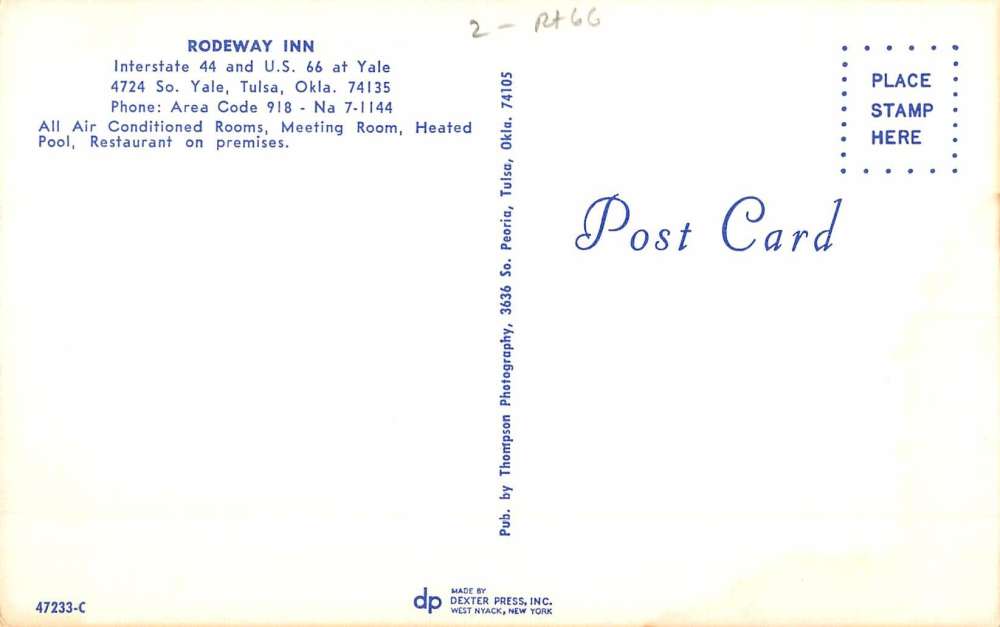 2 - Rt 66
RODEWAY INN
Interstate 44 and U.S. 66 at Yale
4724 So. Yale, Tulsa, Okla. 74135
Phone: Area Code 918 - Na 7-1144
All Air Conditioned Rooms, Meeting Room, Heated
Pool, Restaurant on premises.
Pub. by Thompson Photography, 3636 So. Peoria, Tulsa, Okla. 74105
PLACE
STAMP
HERE
Post Card
47233-C
dp
MADE BY
DEXTER PRESS, INC.
WEST NYACK, NEW YORK